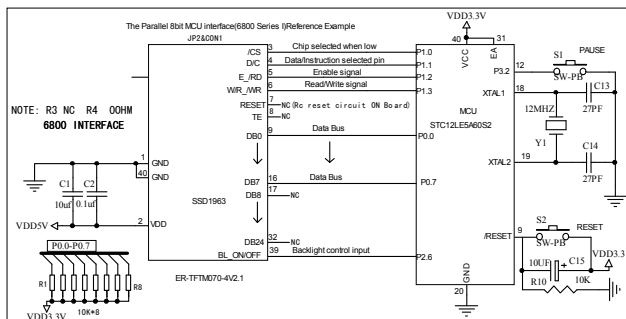 The Parallel 8bit MCU interface(6800 Series I)Reference Example
JP2&CON1
VDD3.3V
40
31
VCC
EA
/CS
3
Chip selected when low
P1.0
D/C
4
Data/Instruction selected pin
P1.1
E_/RD
5
Enable signal
P1.2
W/R_/WR
6
Read/Write signal
P1.3
RESET
7
NC(Rc reset circuit ON Board)
TE
8
NC
DB0
9
Data Bus
P0.0
NOTE: R3 NC R4 0OHM
6800 INTERFACE
MCU
STC12LE5A60S2
P3.2
12
S1
PAUSE
SW-PB
XTAL1
18
C13
27PF
12MHZ
Y1
XTAL2
19
C14
27PF
1
GND
40
GND
C1
C2
10uf
0.1uf
VDD5V
2
VDD
SSD1963
DB7
16
Data Bus
P0.7
DB8
17
NC
DB24
32
NC
BL_ON/OFF
39
Backlight control input
P2.6
/RESET
9
S2
RESET
SW-PB
VDD3.3
10UF
C15
+
R10
10K
GND
20
P0.0-P0.7
R1
R8
10K*8
VDD3.3V
ER-TFTM070-4V2.1